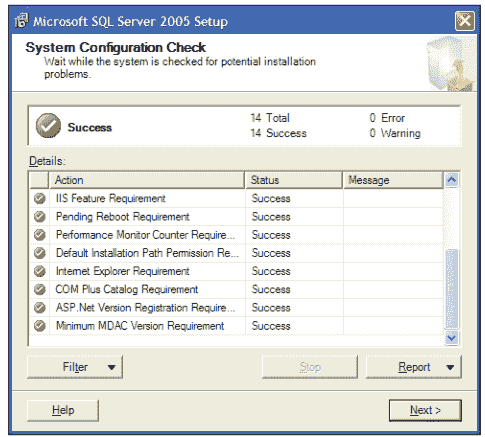 Microsoft SQL Server 2005 Setup
System Configuration Check
Wait while the system is checked for potential installation
problems.
Success
14 Total
0 Error
14 Success
0 Warning
Details:
Action Status Message
IIS Feature Requirement Success
Pending Reboot Requirement Success
Performance Monitor Counter Require... Success
Default Installation Path Permission Re... Success
Internet Explorer Requirement Success
COM Plus Catalog Requirement Success
ASP.Net Version Registration Require... Success
Minimum MDAC Version Requirement Success
Filter
Stop
Report
Help
Next >